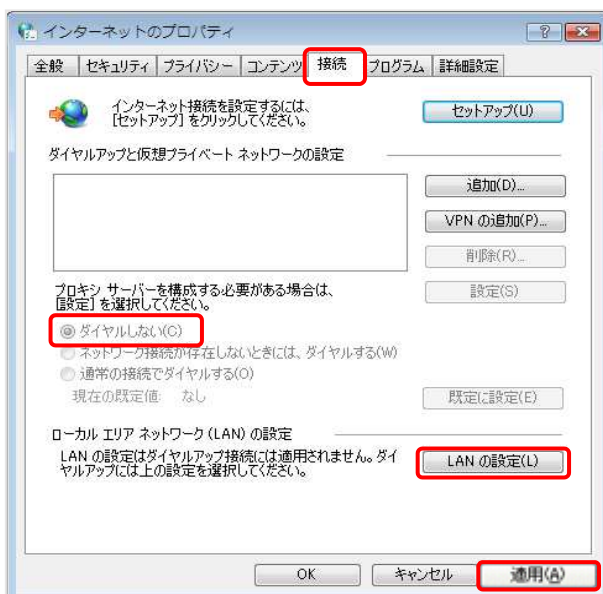 インターネットのプロパティ
全般 セキュリティ プライバシー コンテンツ 接続 プログラム 詳細設定
インターネット接続を設定するには、
[セットアップ] をクリックしてください。
セットアップ(U)
ダイヤルアップと仮想プライベート ネットワークの設定
追加(D)...
VPN の追加(P)...
削除(R)...
プロキシ サーバーを構成する必要がある場合は、
[設定] を選択してください。
設定(S)
ダイヤルしない(C)
ネットワーク接続が存在しないときには、ダイヤルする(W)
通常の接続でダイヤルする(O)
現在の既定値: なし
既定に設定(E)
ローカル エリア ネットワーク (LAN) の設定
LAN の設定はダイヤルアップ接続には適用されません。ダイ
ヤルアップには上の設定を選択してください。
LAN の設定(L)
OK キャンセル 適用(A)